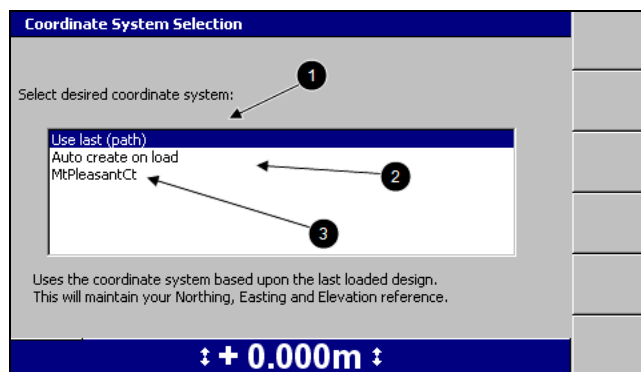 Coordinate System Selection
1
Select desired coordinate system:
Use last (path)
Auto create on load
2
MtPleasantCt
3
Uses the coordinate system based upon the last loaded design.
This will maintain your Northing, Easting and Elevation reference.
↕ + 0.000m ↕